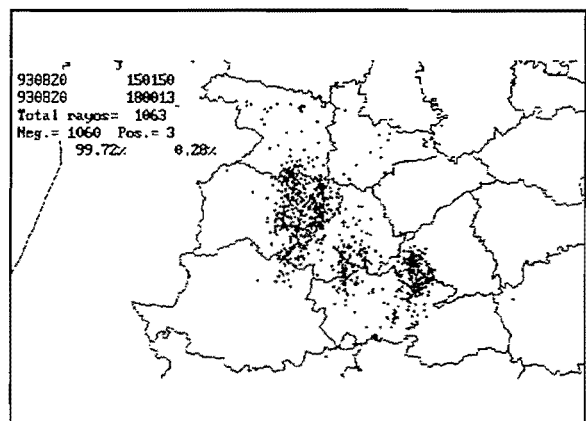 930820 150150
930820 180013
Total rayos= 1063
Neg.= 1060 Pos.= 3
99.72% 0.28%